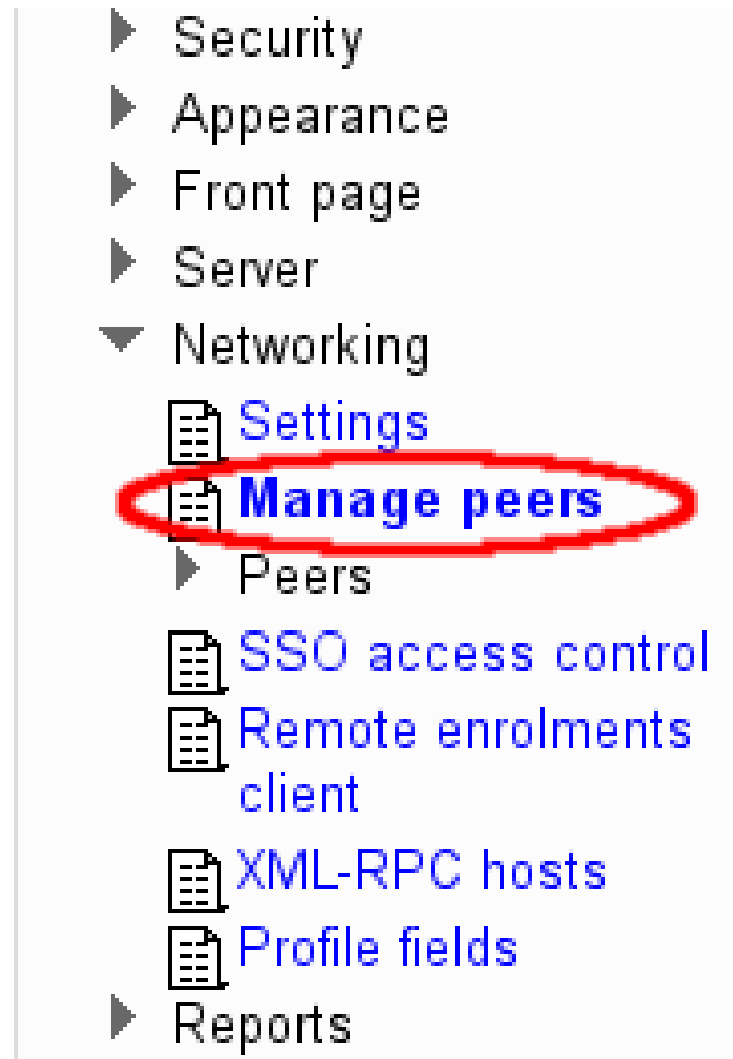 Security
Appearance
Front page
Server
Networking
Settings
Manage peers
Peers
SSO access control
Remote enrolments
client
XML-RPC hosts
Profile fields
Reports